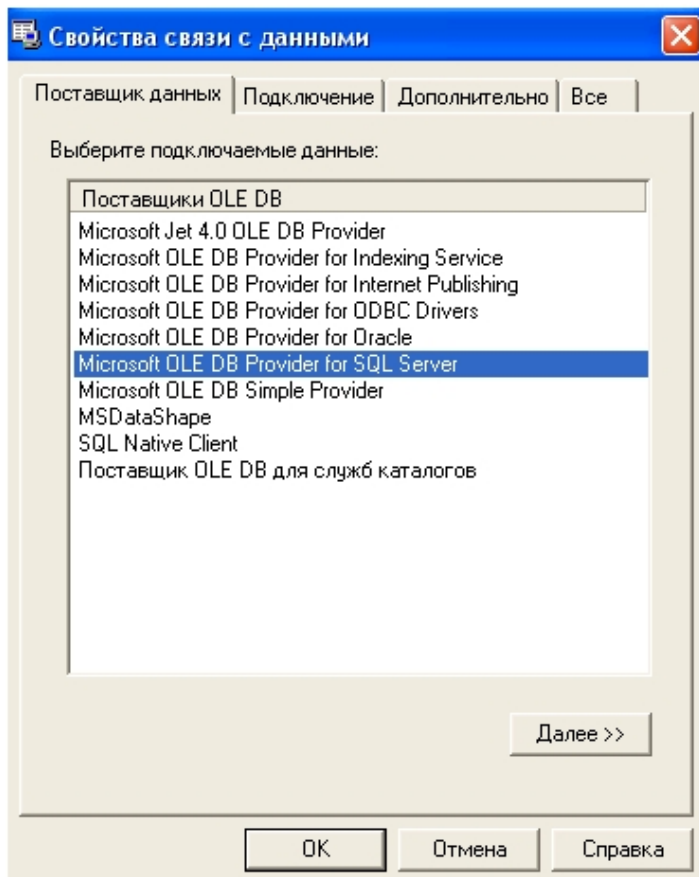 Свойства связи с данными
Поставщик данных Подключение Дополнительно Все
Выберите подключаемые данные:
Поставщики OLE DB
Microsoft Jet 4.0 OLE DB Provider
Microsoft OLE DB Provider for Indexing Service
Microsoft OLE DB Provider for Internet Publishing
Microsoft OLE DB Provider for ODBC Drivers
Microsoft OLE DB Provider for Oracle
Microsoft OLE DB Provider for SQL Server
Microsoft OLE DB Simple Provider
MSDataShape
SQL Native Client
Поставщик OLE DB для служб каталогов
Далее >>
OK Отмена Справка